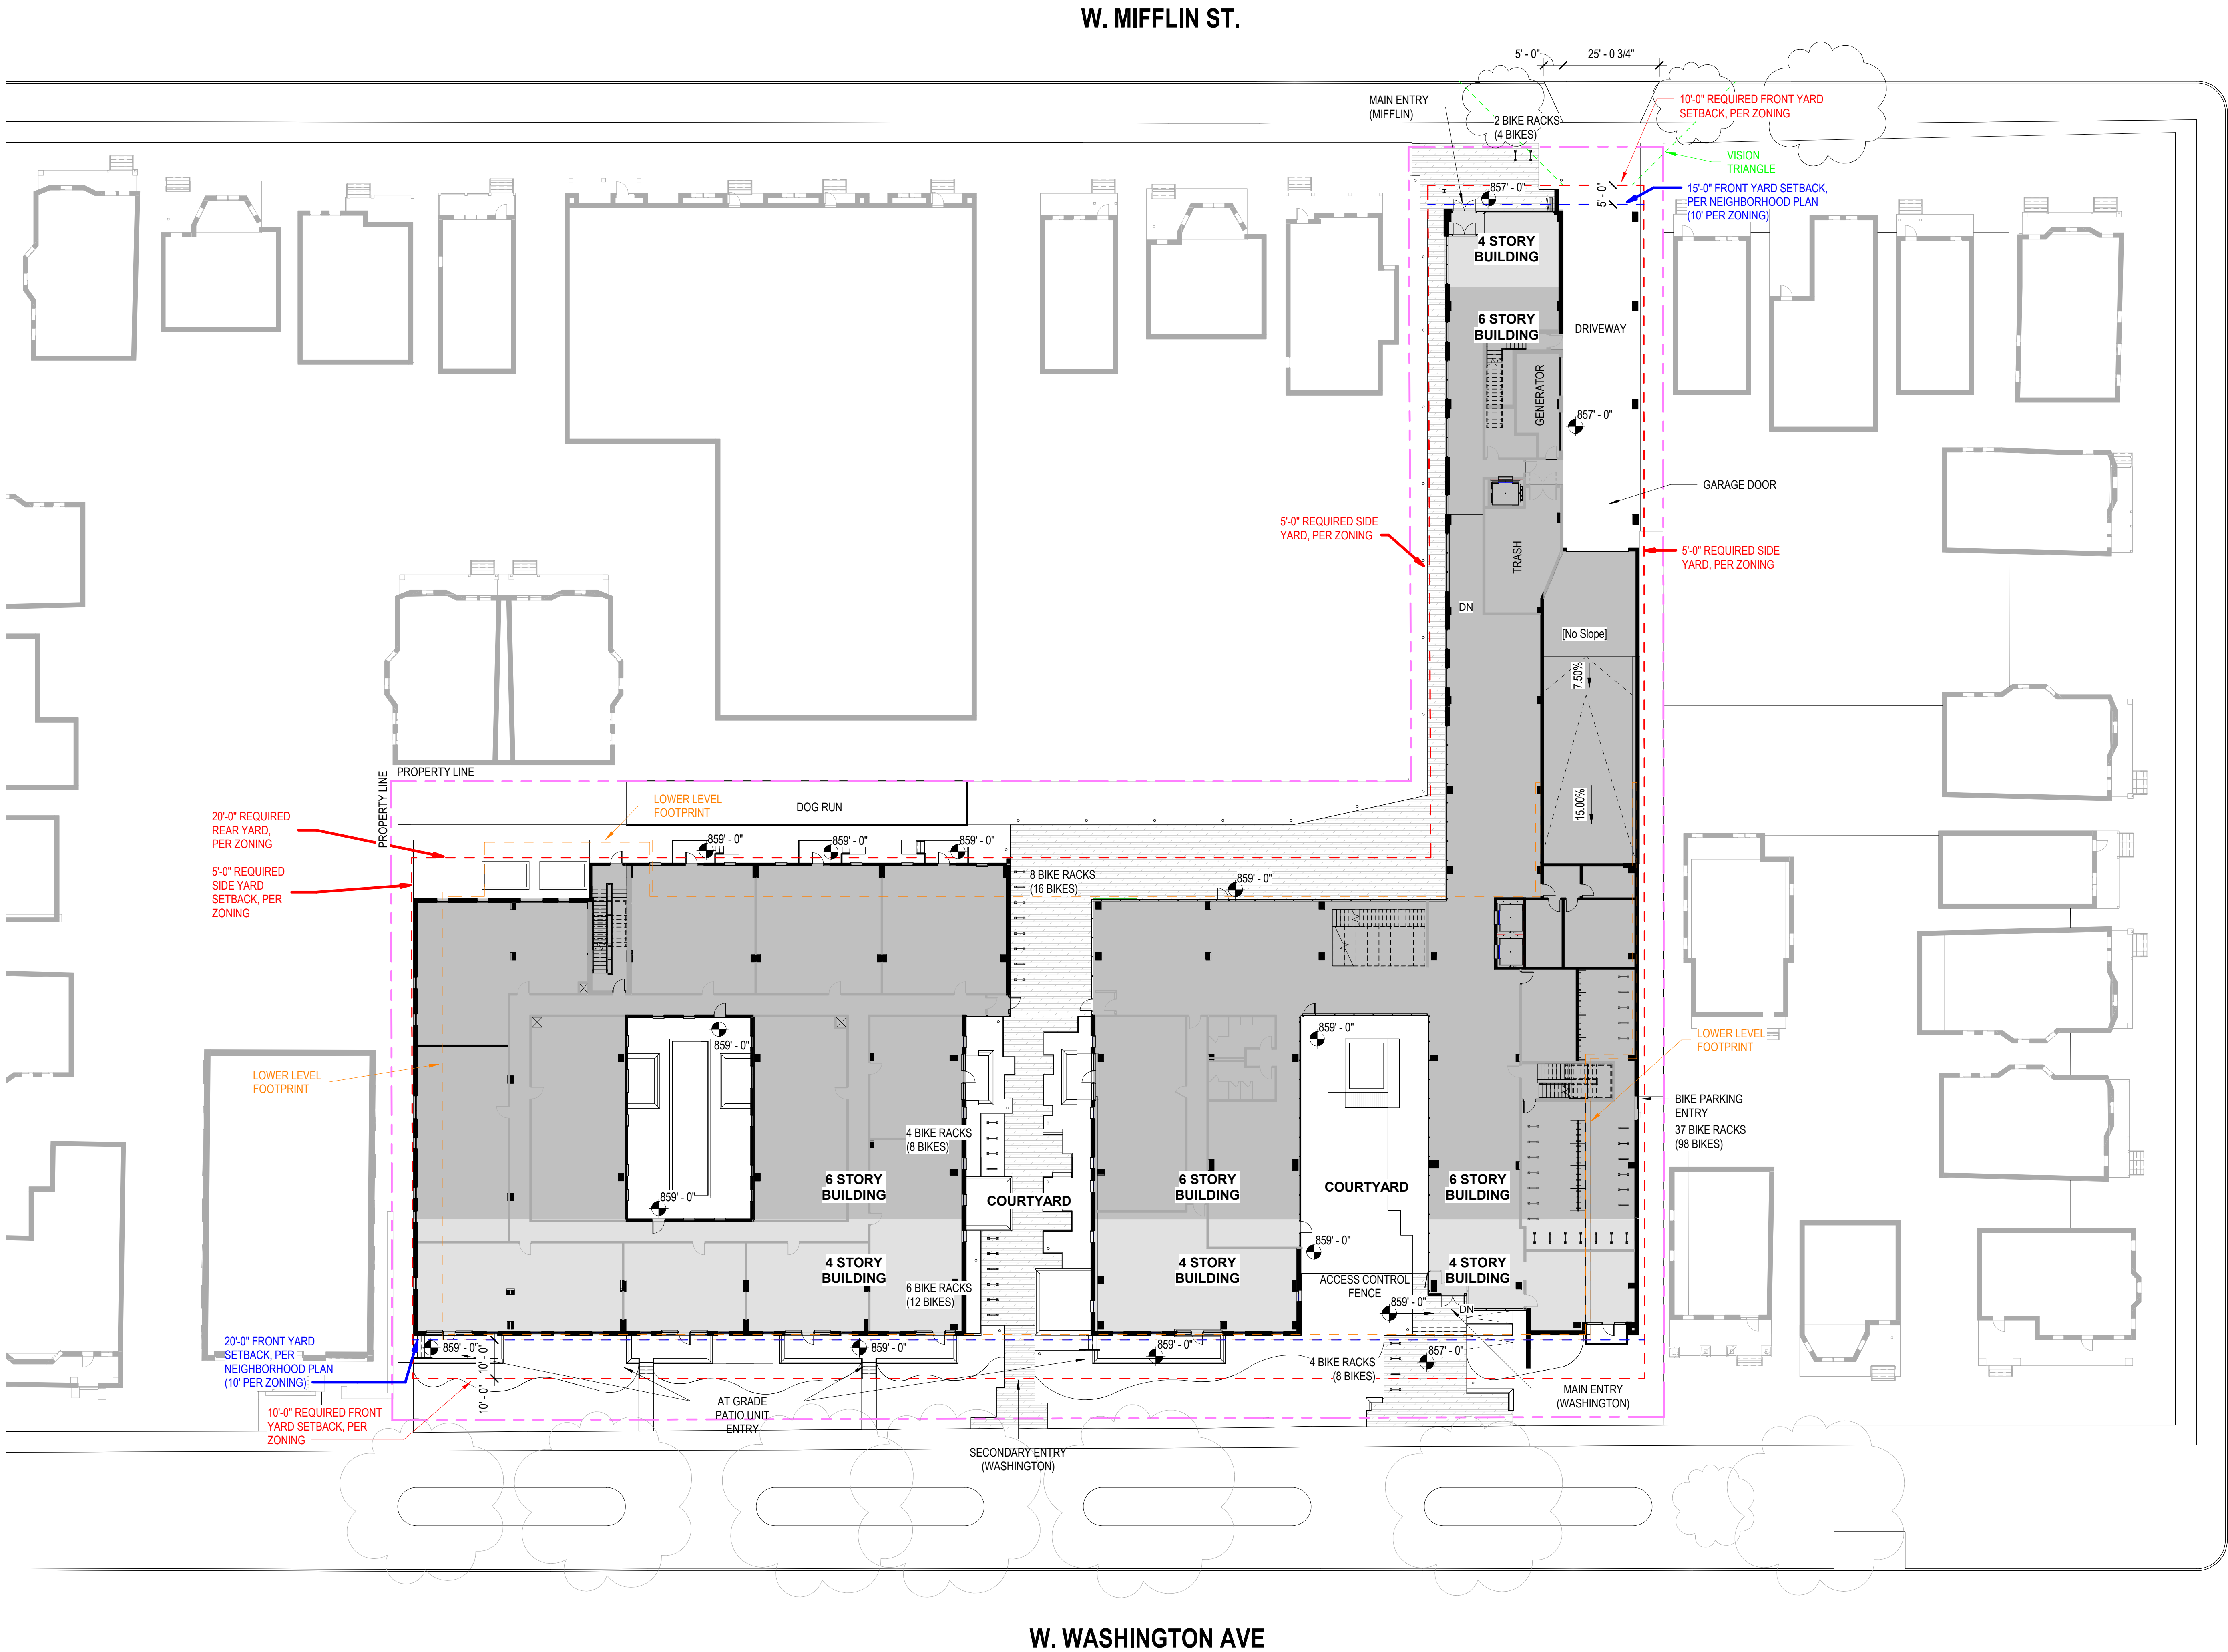 W. MIFFLIN ST.
5' - 0"
25' - 0 3/4"
MAIN ENTRY
(MIFFLIN)
2 BIKE RACKS
(4 BIKES)
10'-0" REQUIRED FRONT YARD
SETBACK, PER ZONING
VISION
TRIANGLE
857' - 0"
5' - 0"
15'-0" FRONT YARD SETBACK,
PER NEIGHBORHOOD PLAN
(10' PER ZONING)
4 STORY
BUILDING
6 STORY
BUILDING
DRIVEWAY
GENERATOR
857' - 0"
GARAGE DOOR
5'-0" REQUIRED SIDE
YARD, PER ZONING
TRASH
5'-0" REQUIRED SIDE
YARD, PER ZONING
DN
[No Slope]
7.50%
15.00%
PROPERTY LINE
PROPERTY LINE
LOWER LEVEL
FOOTPRINT
DOG RUN
20'-0" REQUIRED
REAR YARD,
PER ZONING
859' - 0"
859' - 0"
859' - 0"
5'-0" REQUIRED
SIDE YARD
SETBACK, PER
ZONING
8 BIKE RACKS
(16 BIKES)
859' - 0"
859' - 0"
859' - 0"
LOWER LEVEL
FOOTPRINT
LOWER LEVEL
FOOTPRINT
BIKE PARKING
ENTRY
37 BIKE RACKS
(98 BIKES)
4 BIKE RACKS
(8 BIKES)
6 STORY
BUILDING
859' - 0"
COURTYARD
6 STORY
BUILDING
COURTYARD
6 STORY
BUILDING
859' - 0"
4 STORY
BUILDING
4 STORY
BUILDING
4 STORY
BUILDING
6 BIKE RACKS
(12 BIKES)
ACCESS CONTROL
FENCE
859' - 0"
DN
20'-0" FRONT YARD
SETBACK, PER
NEIGHBORHOOD PLAN
(10' PER ZONING)
859' - 0"
10' - 0"
10' - 0"
859' - 0"
859' - 0"
857' - 0"
4 BIKE RACKS
(8 BIKES)
MAIN ENTRY
(WASHINGTON)
10'-0" REQUIRED FRONT
YARD SETBACK, PER
ZONING
AT GRADE
PATIO UNIT
ENTRY
SECONDARY ENTRY
(WASHINGTON)
W. WASHINGTON AVE